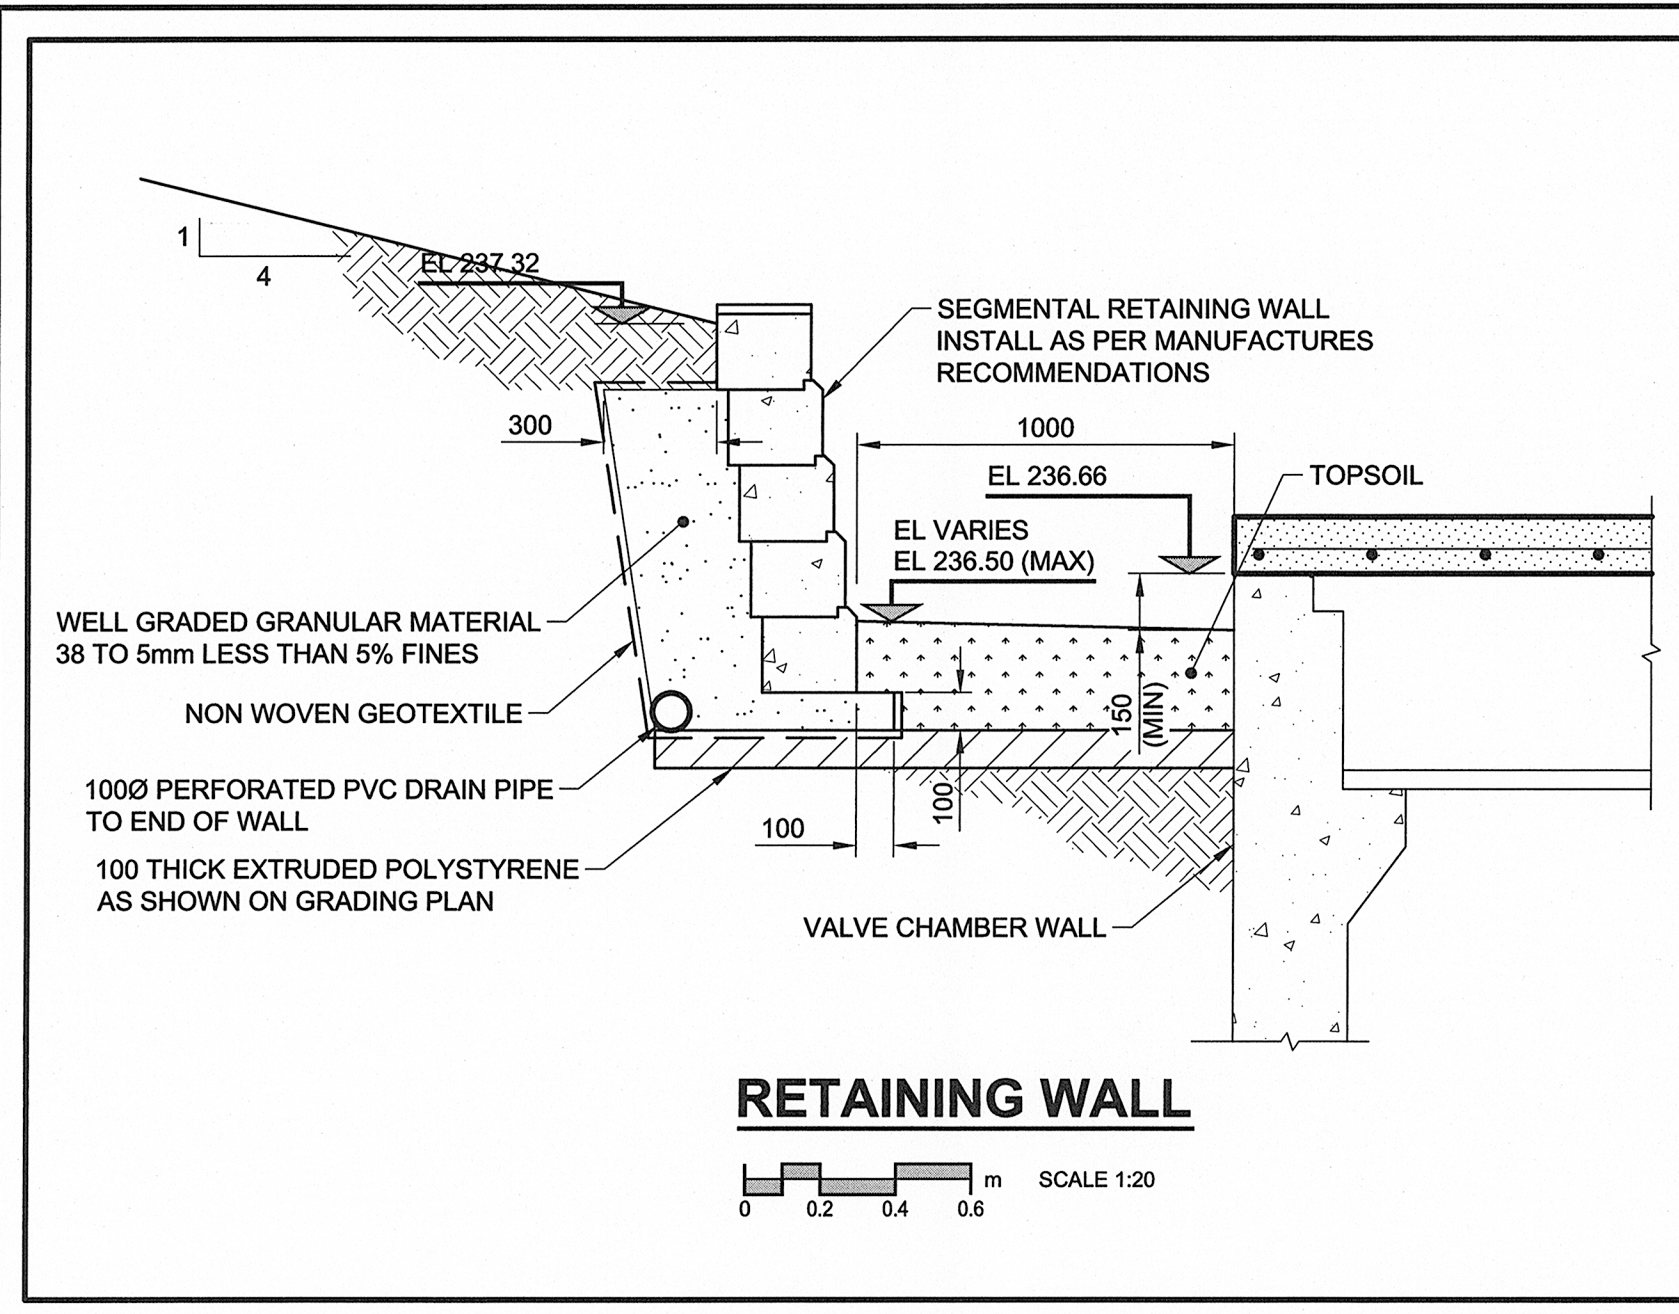 1
4
EL 237.32
SEGMENTAL RETAINING WALL
INSTALL AS PER MANUFACTURES
RECOMMENDATIONS
300
1000
EL 236.66
TOPSOIL
EL VARIES
EL 236.50 (MAX)
WELL GRADED GRANULAR MATERIAL
38 TO 5mm LESS THAN 5% FINES
NON WOVEN GEOTEXTILE
150
(MIN)
100Ø PERFORATED PVC DRAIN PIPE
TO END OF WALL
100
100
100 THICK EXTRUDED POLYSTYRENE
AS SHOWN ON GRADING PLAN
VALVE CHAMBER WALL
RETAINING WALL
m SCALE 1:20
0 0.2 0.4 0.6